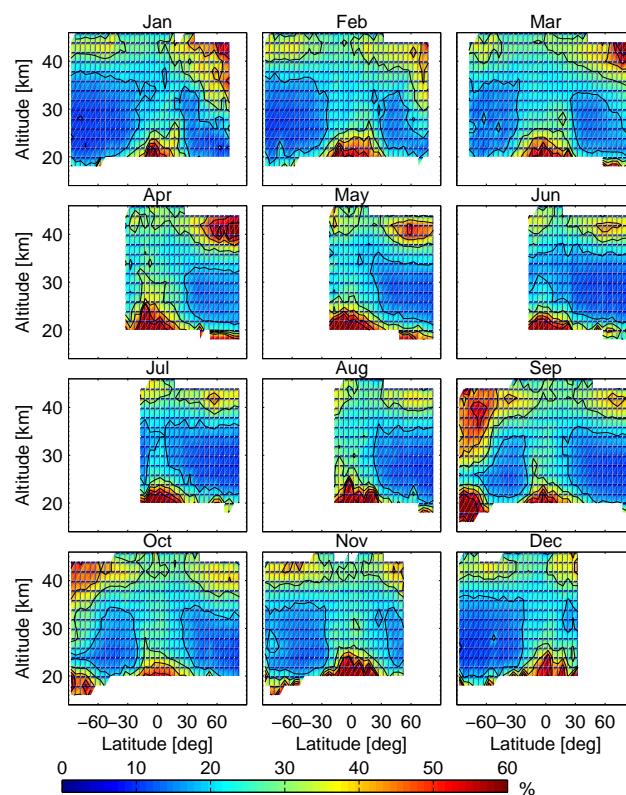 Jan Feb Mar
Altitude [km] 40 30 20
Apr May Jun
Altitude [km] 40 30 20
Jul Aug Sep
Altitude [km] 40 30 20
Oct Nov Dec
Altitude [km] 40 30 20
−60−30 0 30 60 −60−30 0 30 60 −60−30 0 30 60
Latitude [deg] Latitude [deg] Latitude [deg]
0 10 20 30 40 50 60 %